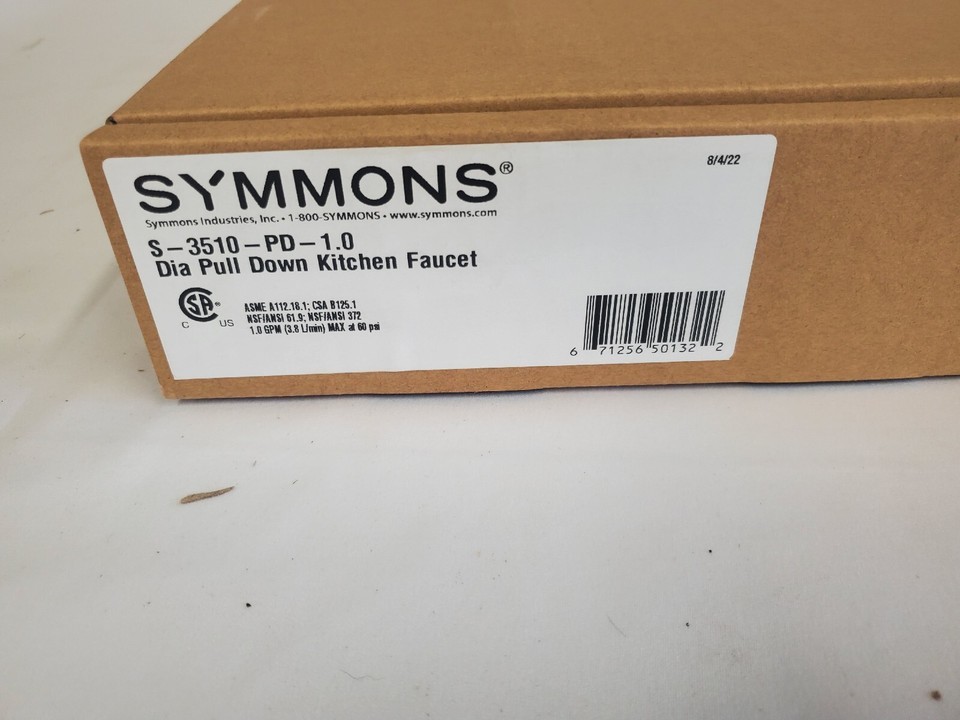 SYMMONS®
8/4/22
Symmons Industries, Inc. • 1-800-SYMMONS • www.symmons.com
S-3510-PD-1.0
Dia Pull Down Kitchen Faucet
SA®
C US
ASME A112.18.1; CSA B125.1
NSF/ANSI 61.9; NSF/ANSI 372
1.0 GPM (3.8 L/min) MAX at 60 psi
6 71256 50132 2